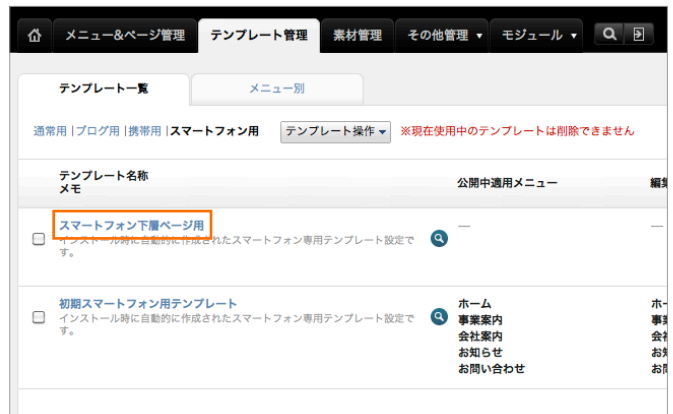 メニュー&ページ管理 テンプレート管理 素材管理 その他管理 ▼ モジュール ▼
テンプレート一覧 メニュー別
通常用 | ブログ用 | 携帯用 | スマートフォン用 テンプレート操作 ▼ ※現在使用中のテンプレートは削除できません
テンプレート名称
メモ
公開中適用メニュー
編集
スマートフォン下層ページ用
インストール時に自動的に作成されたスマートフォン専用テンプレート設定で
す。
— —
初期スマートフォン用テンプレート
インストール時に自動的に作成されたスマートフォン専用テンプレート設定で
す。
ホーム
事業案内
会社案内
お知らせ
お問い合わせ
ホー
事業
会社
お知
お問